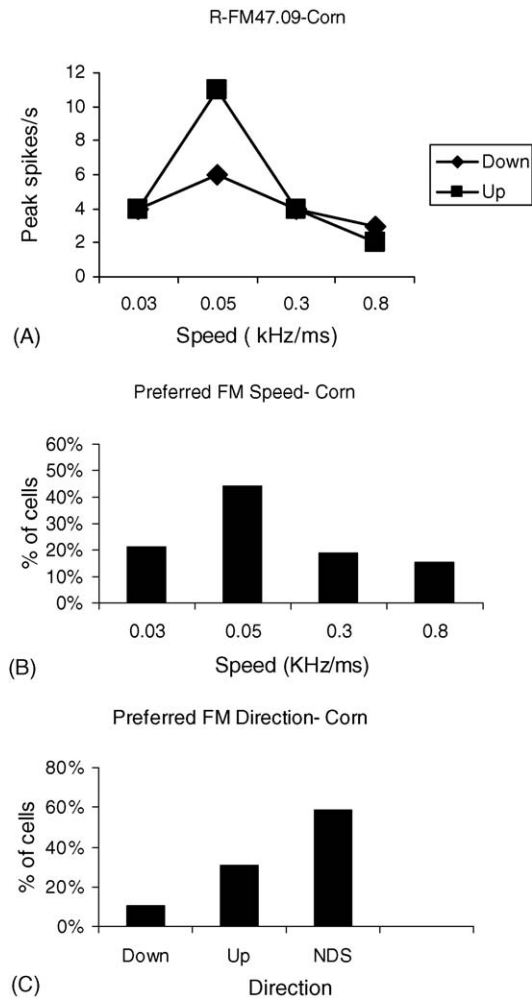 R-FM47.09-Corn
Peak spikes/s
12
10
8
6
4
2
0
0.03 0.05 0.3 0.8
Speed ( kHz/ms)
Down
Up
(A)
Preferred FM Speed- Corn
% of cells
60%
50%
40%
30%
20%
10%
0%
0.03 0.05 0.3 0.8
Speed (KHz/ms)
(B)
Preferred FM Direction- Corn
% of cells
80%
60%
40%
20%
0%
Down Up NDS
Direction
(C)